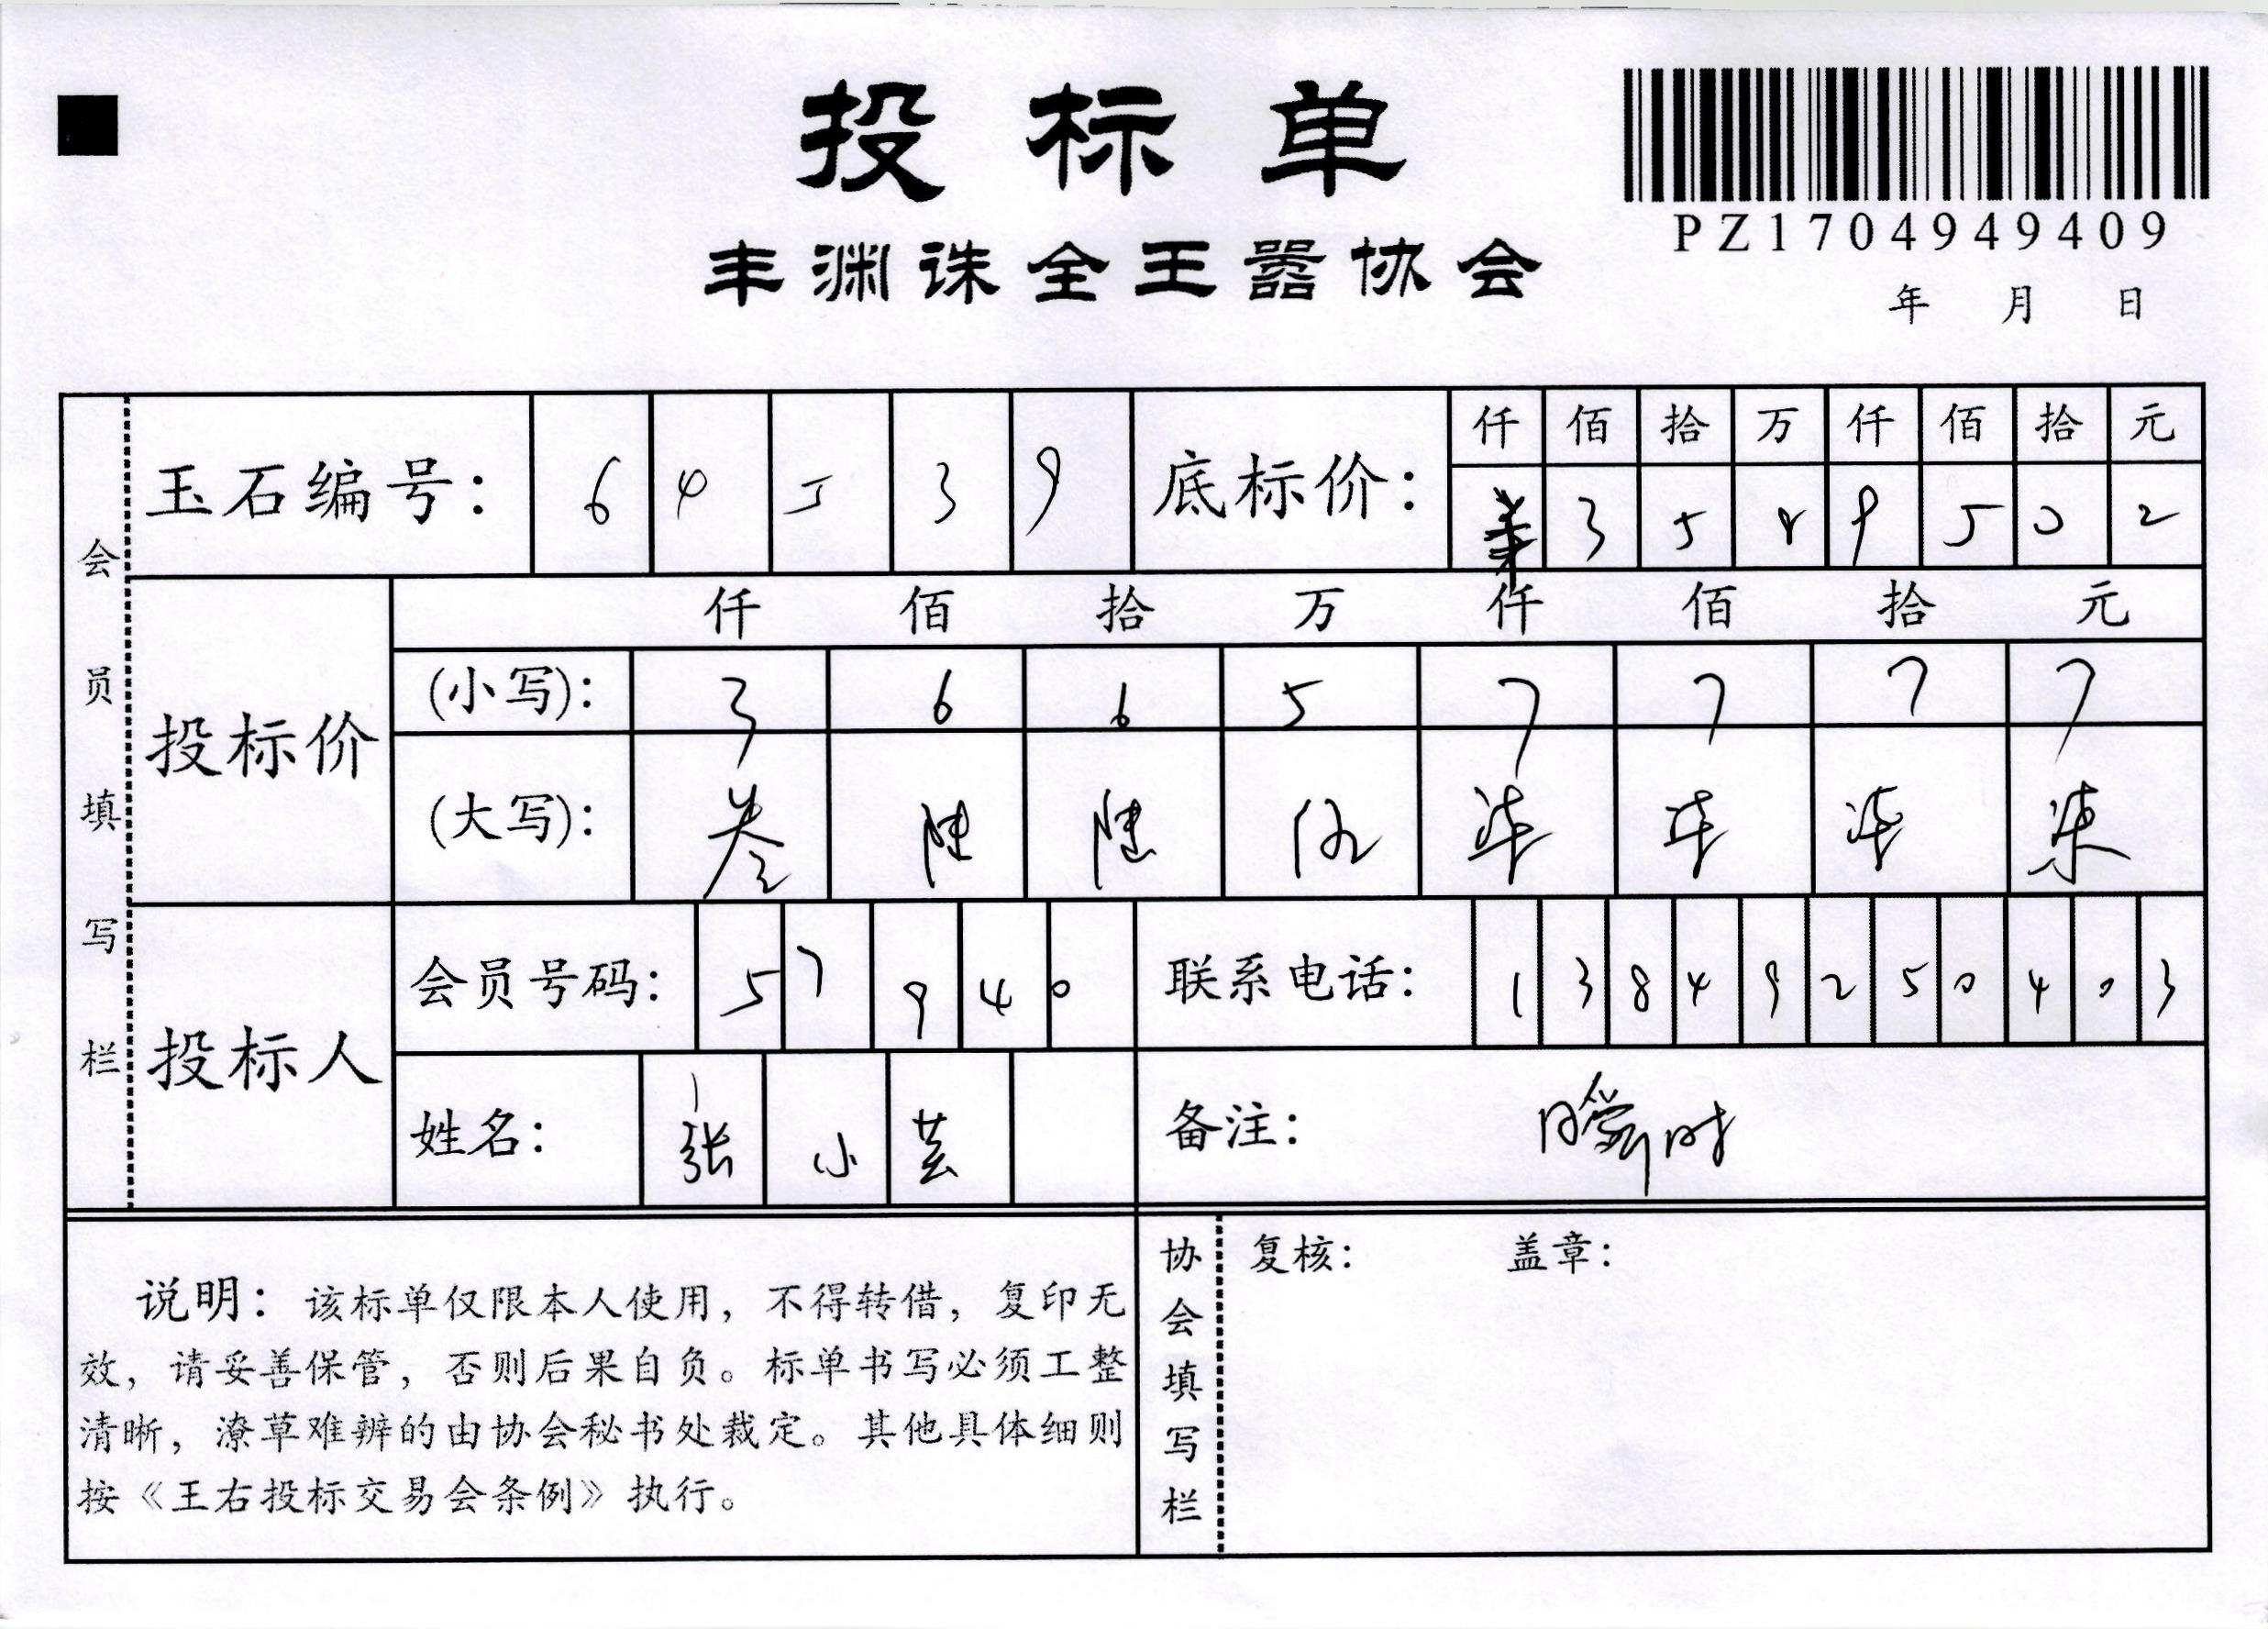 投标单
丰渊诛全王嚣协会
PZ1704949409
年 月 日
会员填写栏
玉石编号： 6 4 5 3 9
底标价： 仟 佰 拾 万 仟 佰 拾 元
3 5 8 9 5 0 2
投标价
仟 佰 拾 万 仟 佰 拾 元
(小写)： 3 6 6 5 7 7 7 7
(大写)： 叁 陆 陆 伍 柒 柒 柒 柒
投标人
会员号码： 5 7 9 4 0
联系电话： 1 3 8 4 9 2 5 0 4 0 3
姓名： 张 小 芸
备注： 瞬时
说明：该标单仅限本人使用，不得转借，复印无
效，请妥善保管，否则后果自负。标单书写必须工整
清晰，潦草难辨的由协会秘书处裁定。其他具体细则
按《王右投标交易会条例》执行。
协会填写栏
复核： 盖章：